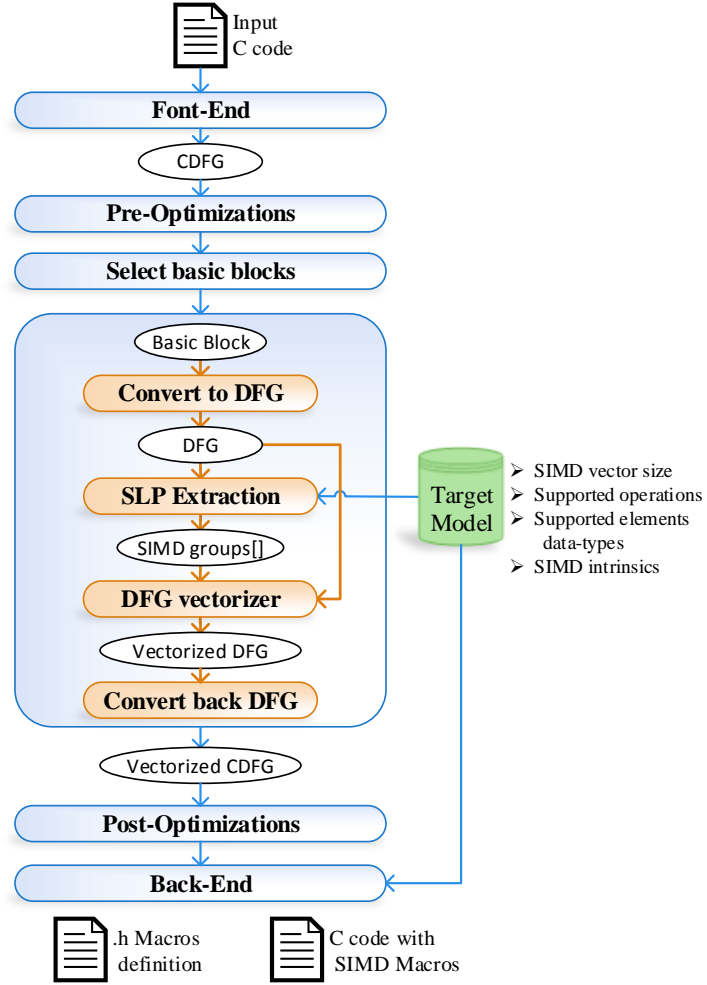 Input
C code
Font-End
CDFG
Pre-Optimizations
Select basic blocks
Basic Block
Convert to DFG
DFG
SLP Extraction
SIMD groups[]
DFG vectorizer
Vectorized DFG
Convert back DFG
Target
Model
➢ SIMD vector size
➢ Supported operations
➢ Supported elements
data-types
➢ SIMD intrinsics
Vectorized CDFG
Post-Optimizations
Back-End
.h Macros
definition
C code with
SIMD Macros